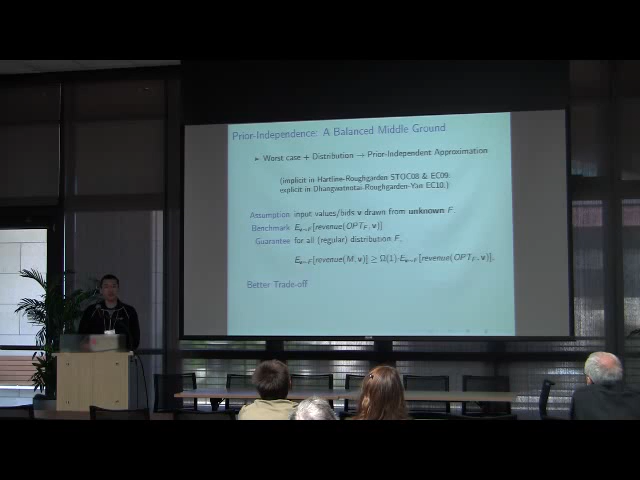 Prior-Independence: A Balanced Middle Ground
➤ Worst case + Distribution → Prior-Independent Approximation
(implicit in Hartline-Roughgarden STOC08 & EC09;
explicit in Dhangwatnotai-Roughgarden-Yan EC10.)
Assumption input values/bids v drawn from unknown F.
Benchmark E_{v∼F}[revenue(OPT_F, v)]
Guarantee for all (regular) distribution F,
E_{v∼F}[revenue(M, v)] ≥ Ω(1)·E_{v∼F}[revenue(OPT_F, v)].
Better Trade-off